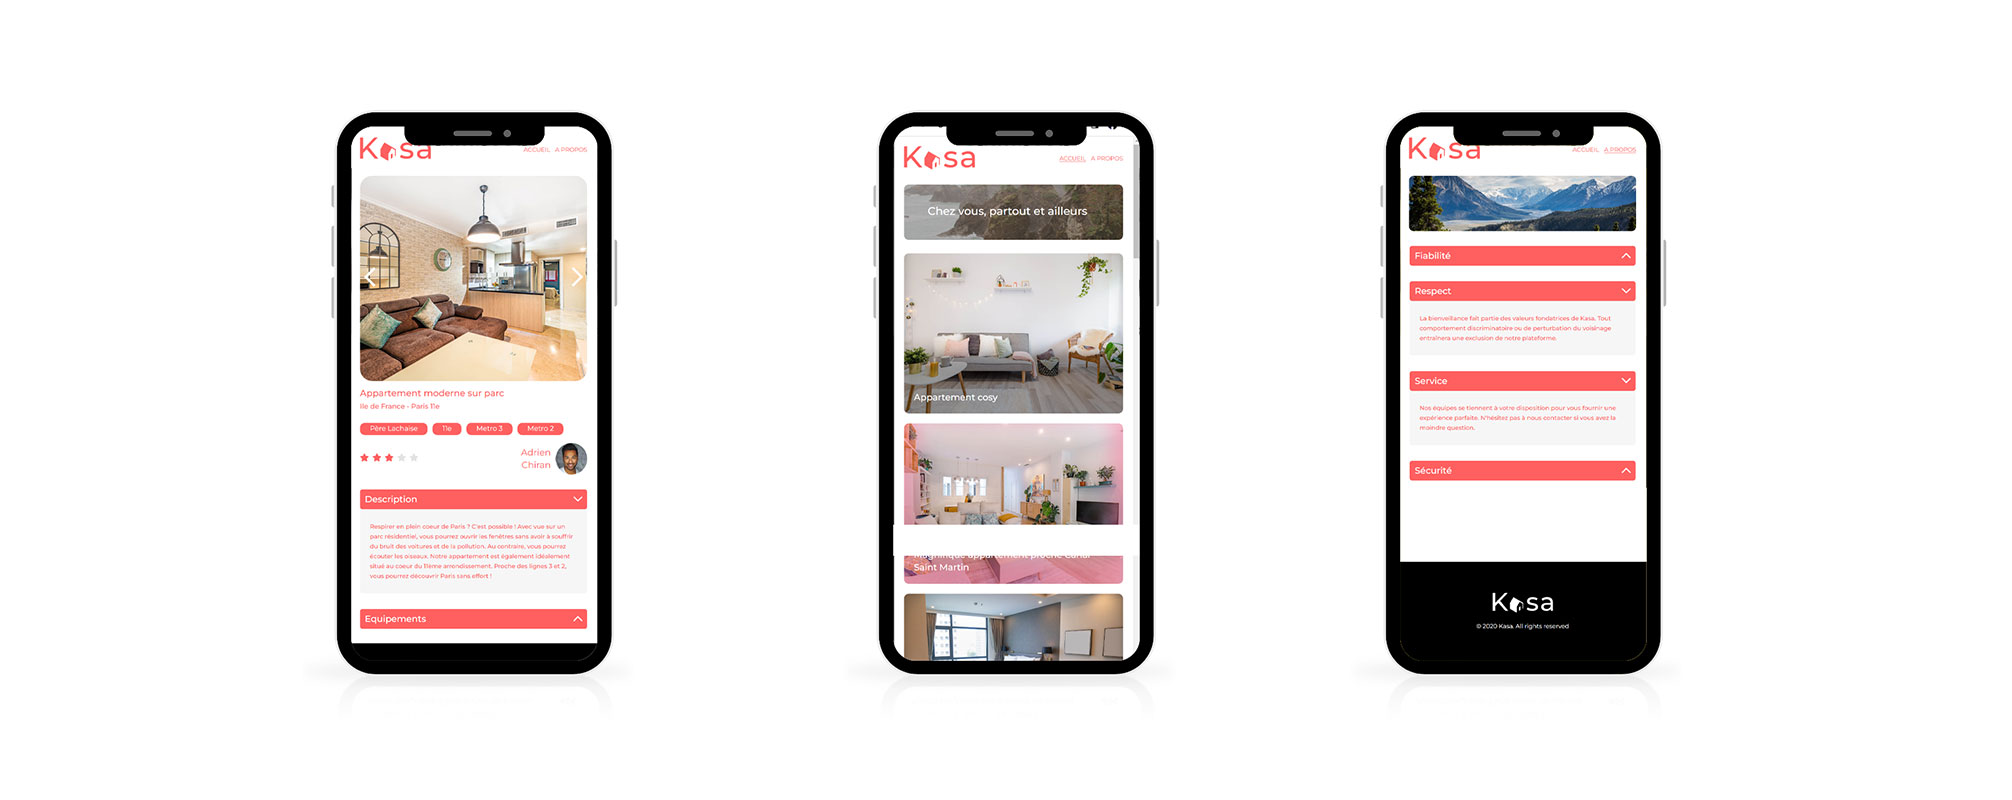 Kasa
ACCUEIL A PROPOS
Appartement moderne sur parc
Ile de France - Paris 11e
Père Lachaise 11e Metro 3 Metro 2
Adrien
Chiran
Description
Respirer en plein coeur de Paris ? C'est possible ! Avec vue sur un
parc résidentiel, vous pourrez ouvrir les fenêtres sans avoir à souffrir
du bruit des voitures et de la pollution. Au contraire, vous pourrez
écouter les oiseaux. Notre appartement est également idéalement
situé au coeur du 11ème arrondissement. Proche des lignes 3 et 2,
vous pourrez découvrir Paris sans effort !
Equipements
Kasa
ACCUEIL A PROPOS
Chez vous, partout et ailleurs
Appartement cosy
Magnifique appartement proche Canal
Saint Martin
Kasa
ACCUEIL A PROPOS
Fiabilité
Respect
La bienveillance fait partie des valeurs fondatrices de Kasa. Tout
comportement discriminatoire ou de perturbation du voisinage
entraînera une exclusion de notre plateforme.
Service
Nos équipes se tiennent à votre disposition pour vous fournir une
expérience parfaite. N'hésitez pas à nous contacter si vous avez la
moindre question.
Sécurité
Kasa
© 2020 Kasa. All rights reserved